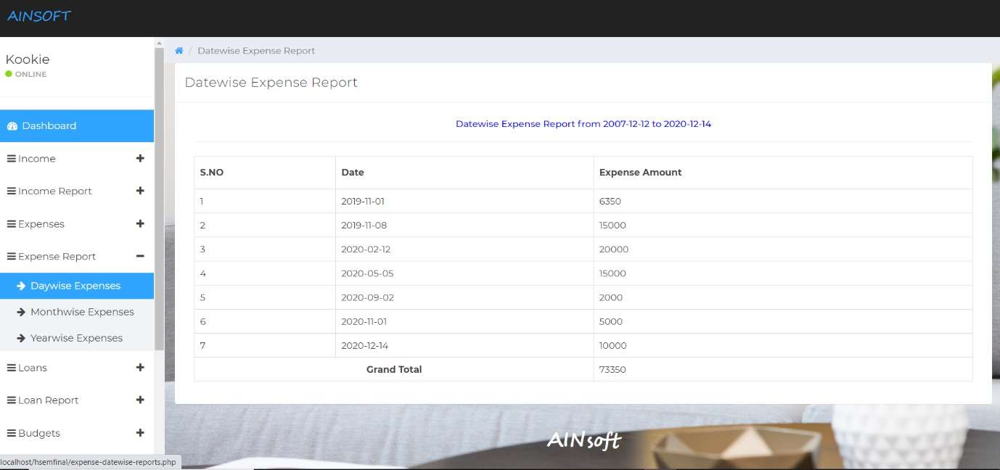 AINSOFT
Kookie
ONLINE
Dashboard
Income
Income Report
Expenses
Expense Report
Daywise Expenses
Monthwise Expenses
Yearwise Expenses
Loans
Loan Report
Budgets
localhost/hsemfinal/expense-datewise-reports.php
/ Datewise Expense Report
Datewise Expense Report
Datewise Expense Report from 2007-12-12 to 2020-12-14
S.NO Date Expense Amount
1 2019-11-01 6350
2 2019-11-08 15000
3 2020-02-12 20000
4 2020-05-05 15000
5 2020-09-02 2000
6 2020-11-01 5000
7 2020-12-14 10000
Grand Total 73350
AINsoft